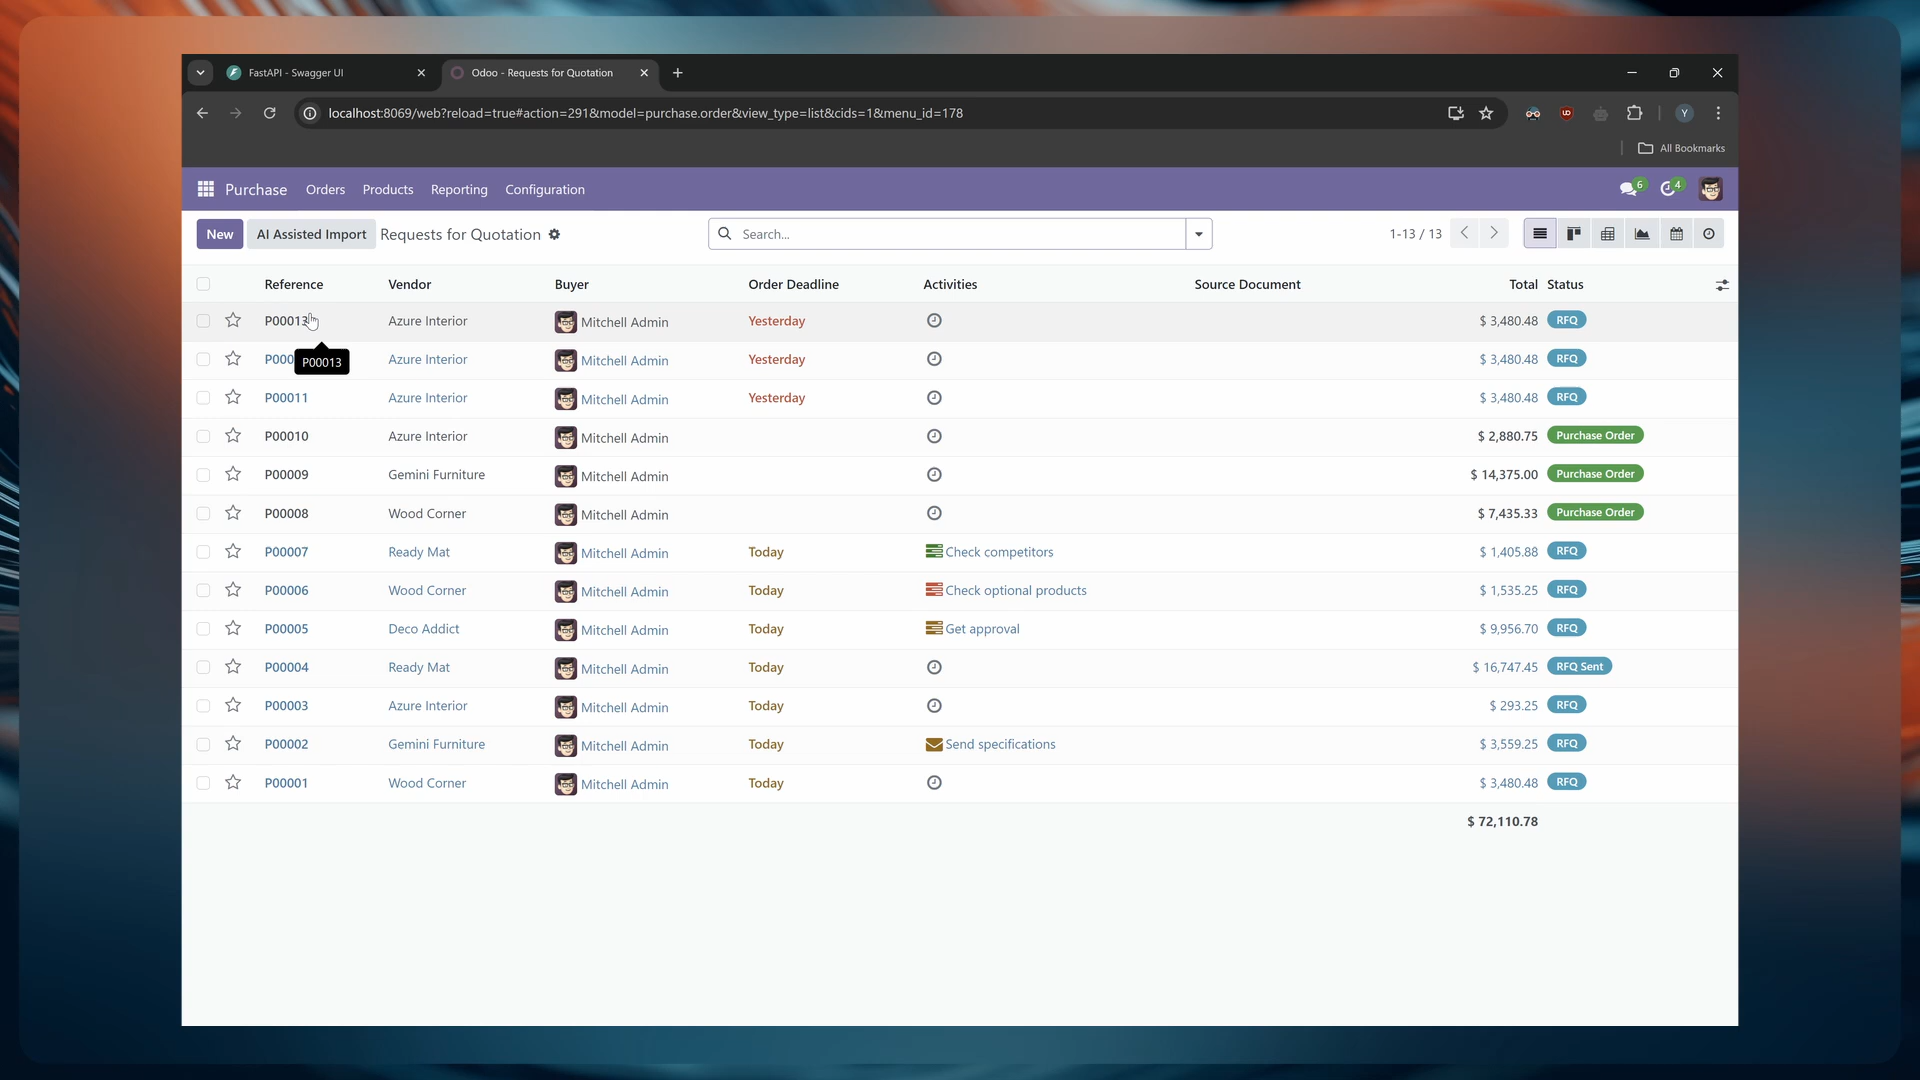 FastAPI - Swagger UI
Odoo - Requests for Quotation
localhost:8069/web?reload=true#action=291&model=purchase.order&view_type=list&cids=1&menu_id=178
Y
All Bookmarks
Purchase Orders Products Reporting Configuration 6 4
New AI Assisted Import Requests for Quotation Search... 1-13 / 13
Reference Vendor Buyer Order Deadline Activities Source Document Total Status
P00013 Azure Interior Mitchell Admin Yesterday $ 3,480.48 RFQ
P000 Azure Interior Mitchell Admin Yesterday $ 3,480.48 RFQ
P00013
P00011 Azure Interior Mitchell Admin Yesterday $ 3,480.48 RFQ
P00010 Azure Interior Mitchell Admin $ 2,880.75 Purchase Order
P00009 Gemini Furniture Mitchell Admin $ 14,375.00 Purchase Order
P00008 Wood Corner Mitchell Admin $ 7,435.33 Purchase Order
P00007 Ready Mat Mitchell Admin Today Check competitors $ 1,405.88 RFQ
P00006 Wood Corner Mitchell Admin Today Check optional products $ 1,535.25 RFQ
P00005 Deco Addict Mitchell Admin Today Get approval $ 9,956.70 RFQ
P00004 Ready Mat Mitchell Admin Today $ 16,747.45 RFQ Sent
P00003 Azure Interior Mitchell Admin Today $ 293.25 RFQ
P00002 Gemini Furniture Mitchell Admin Today Send specifications $ 3,559.25 RFQ
P00001 Wood Corner Mitchell Admin Today $ 3,480.48 RFQ
$ 72,110.78